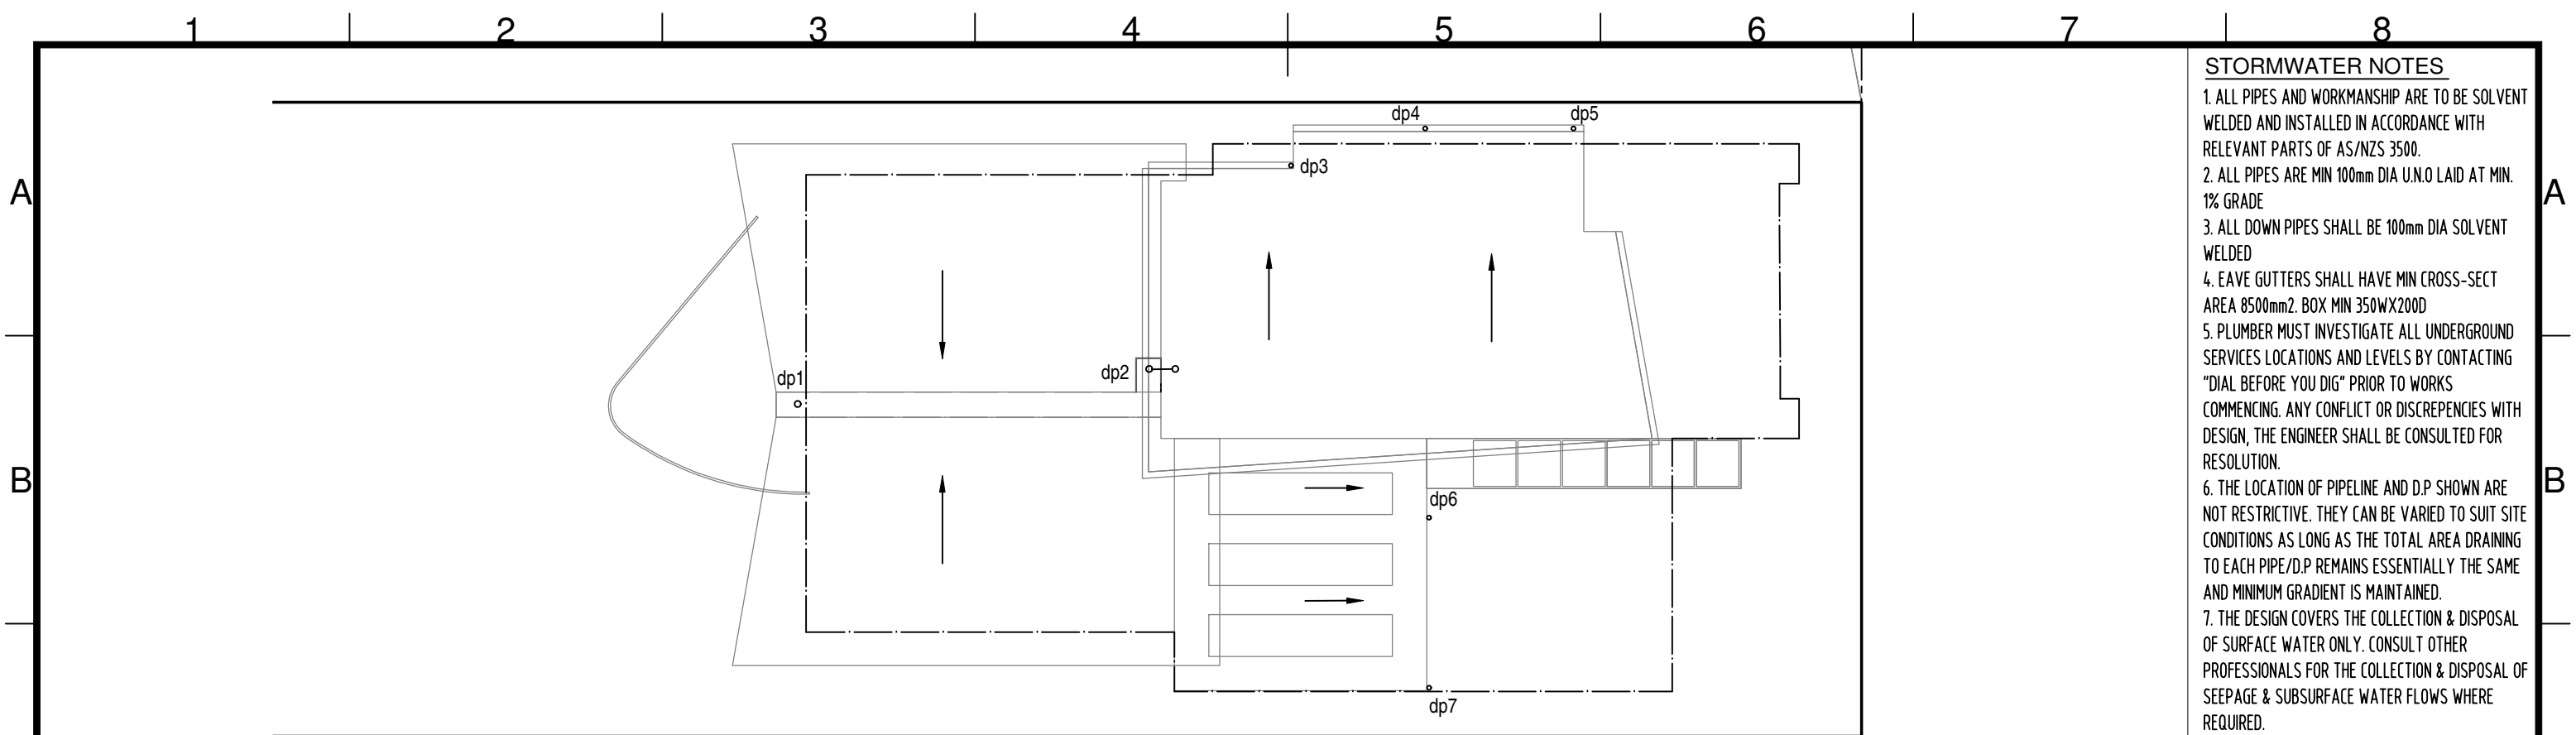 1 2 3 4 5 6 7 8
STORMWATER NOTES
1. ALL PIPES AND WORKMANSHIP ARE TO BE SOLVENT
WELDED AND INSTALLED IN ACCORDANCE WITH
RELEVANT PARTS OF AS/NZS 3500.
2. ALL PIPES ARE MIN 100mm DIA U.N.O LAID AT MIN.
1% GRADE
3. ALL DOWN PIPES SHALL BE 100mm DIA SOLVENT
WELDED
4. EAVE GUTTERS SHALL HAVE MIN CROSS-SECT
AREA 8500mm2. BOX MIN 350WX200D
5. PLUMBER MUST INVESTIGATE ALL UNDERGROUND
SERVICES LOCATIONS AND LEVELS BY CONTACTING
"DIAL BEFORE YOU DIG" PRIOR TO WORKS
COMMENCING. ANY CONFLICT OR DISCREPENCIES WITH
DESIGN, THE ENGINEER SHALL BE CONSULTED FOR
RESOLUTION.
6. THE LOCATION OF PIPELINE AND D.P SHOWN ARE
NOT RESTRICTIVE. THEY CAN BE VARIED TO SUIT SITE
CONDITIONS AS LONG AS THE TOTAL AREA DRAINING
TO EACH PIPE/D.P REMAINS ESSENTIALLY THE SAME
AND MINIMUM GRADIENT IS MAINTAINED.
7. THE DESIGN COVERS THE COLLECTION & DISPOSAL
OF SURFACE WATER ONLY. CONSULT OTHER
PROFESSIONALS FOR THE COLLECTION & DISPOSAL OF
SEEPAGE & SUBSURFACE WATER FLOWS WHERE
REQUIRED.
dp4 dp5
dp3
A A
dp1 dp2
B B
dp6
dp7